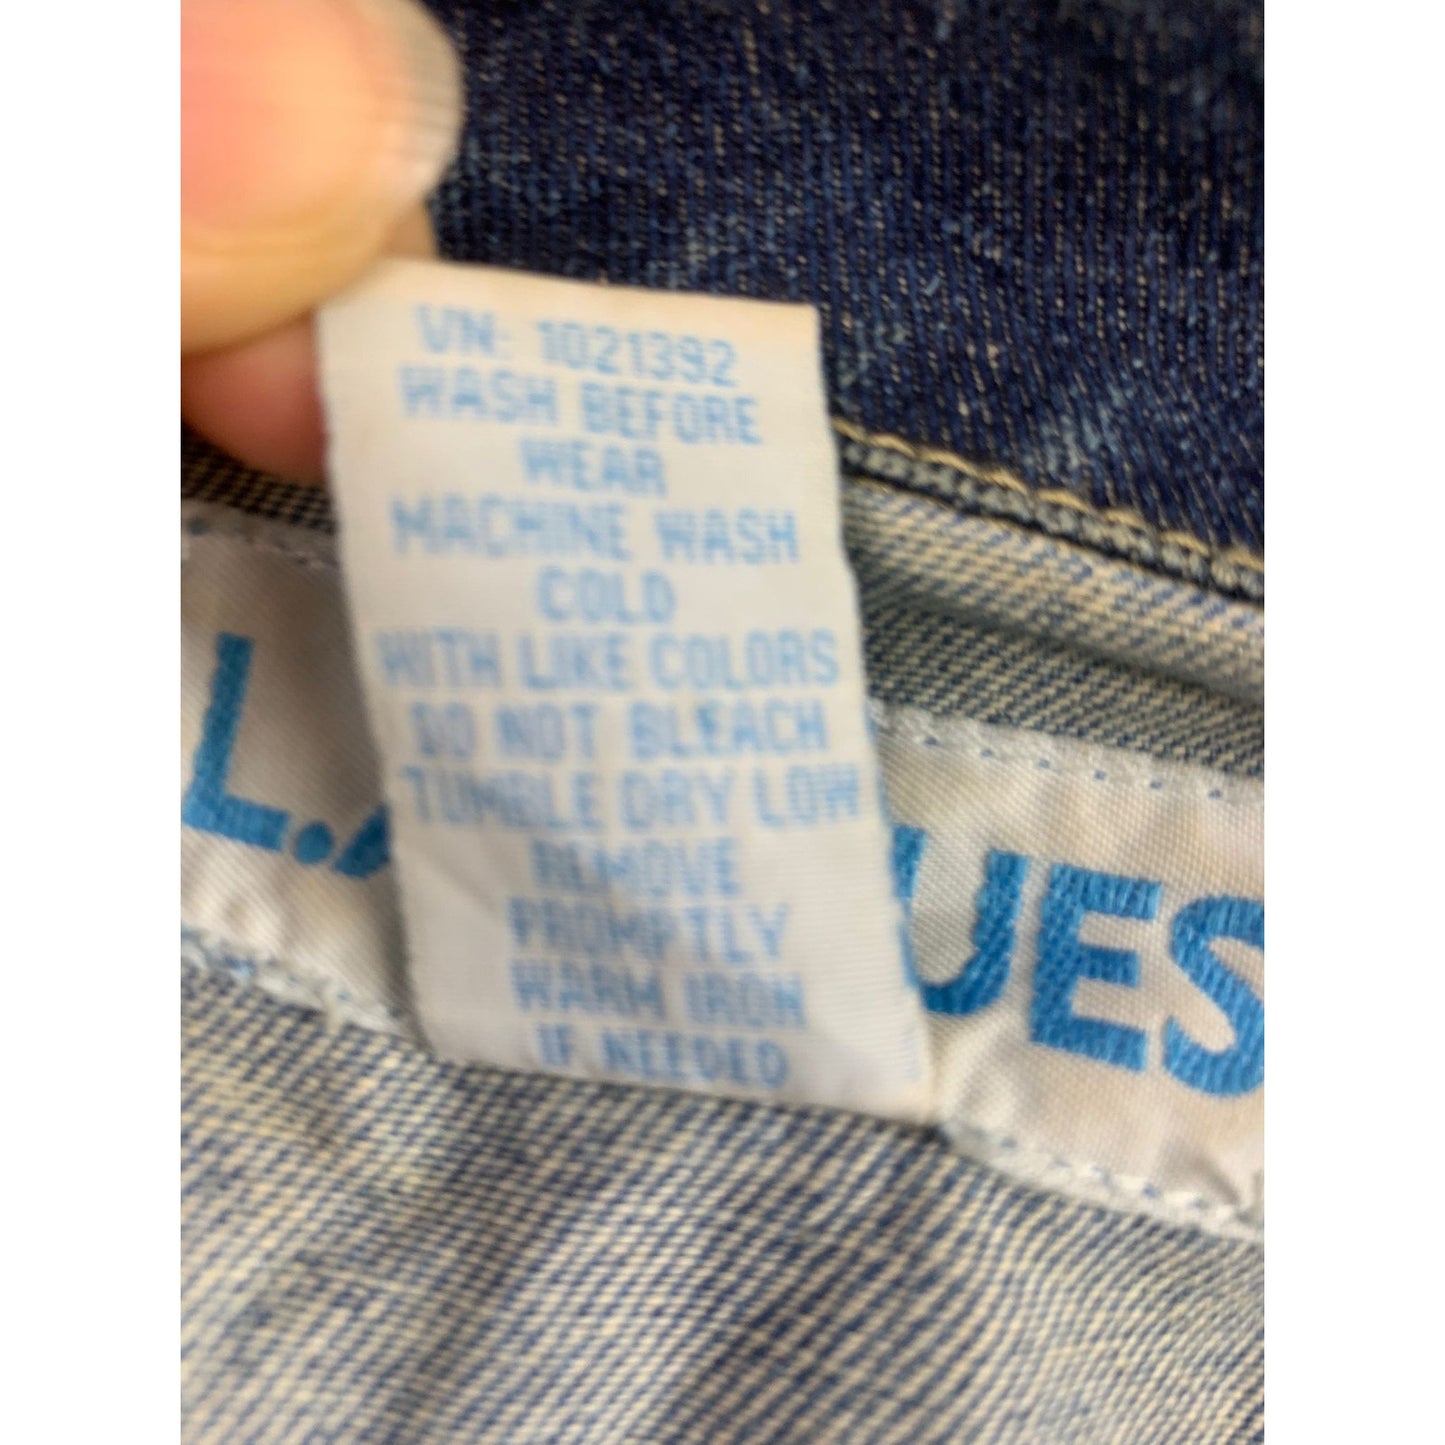 VN: 1021392
WASH BEFORE
WEAR
MACHINE WASH
COLD
WITH LIKE COLORS
DO NOT BLEACH
TUMBLE DRY LOW
REMOVE
PROMPTLY
WARM IRON
IF NEEDED
L.A UES